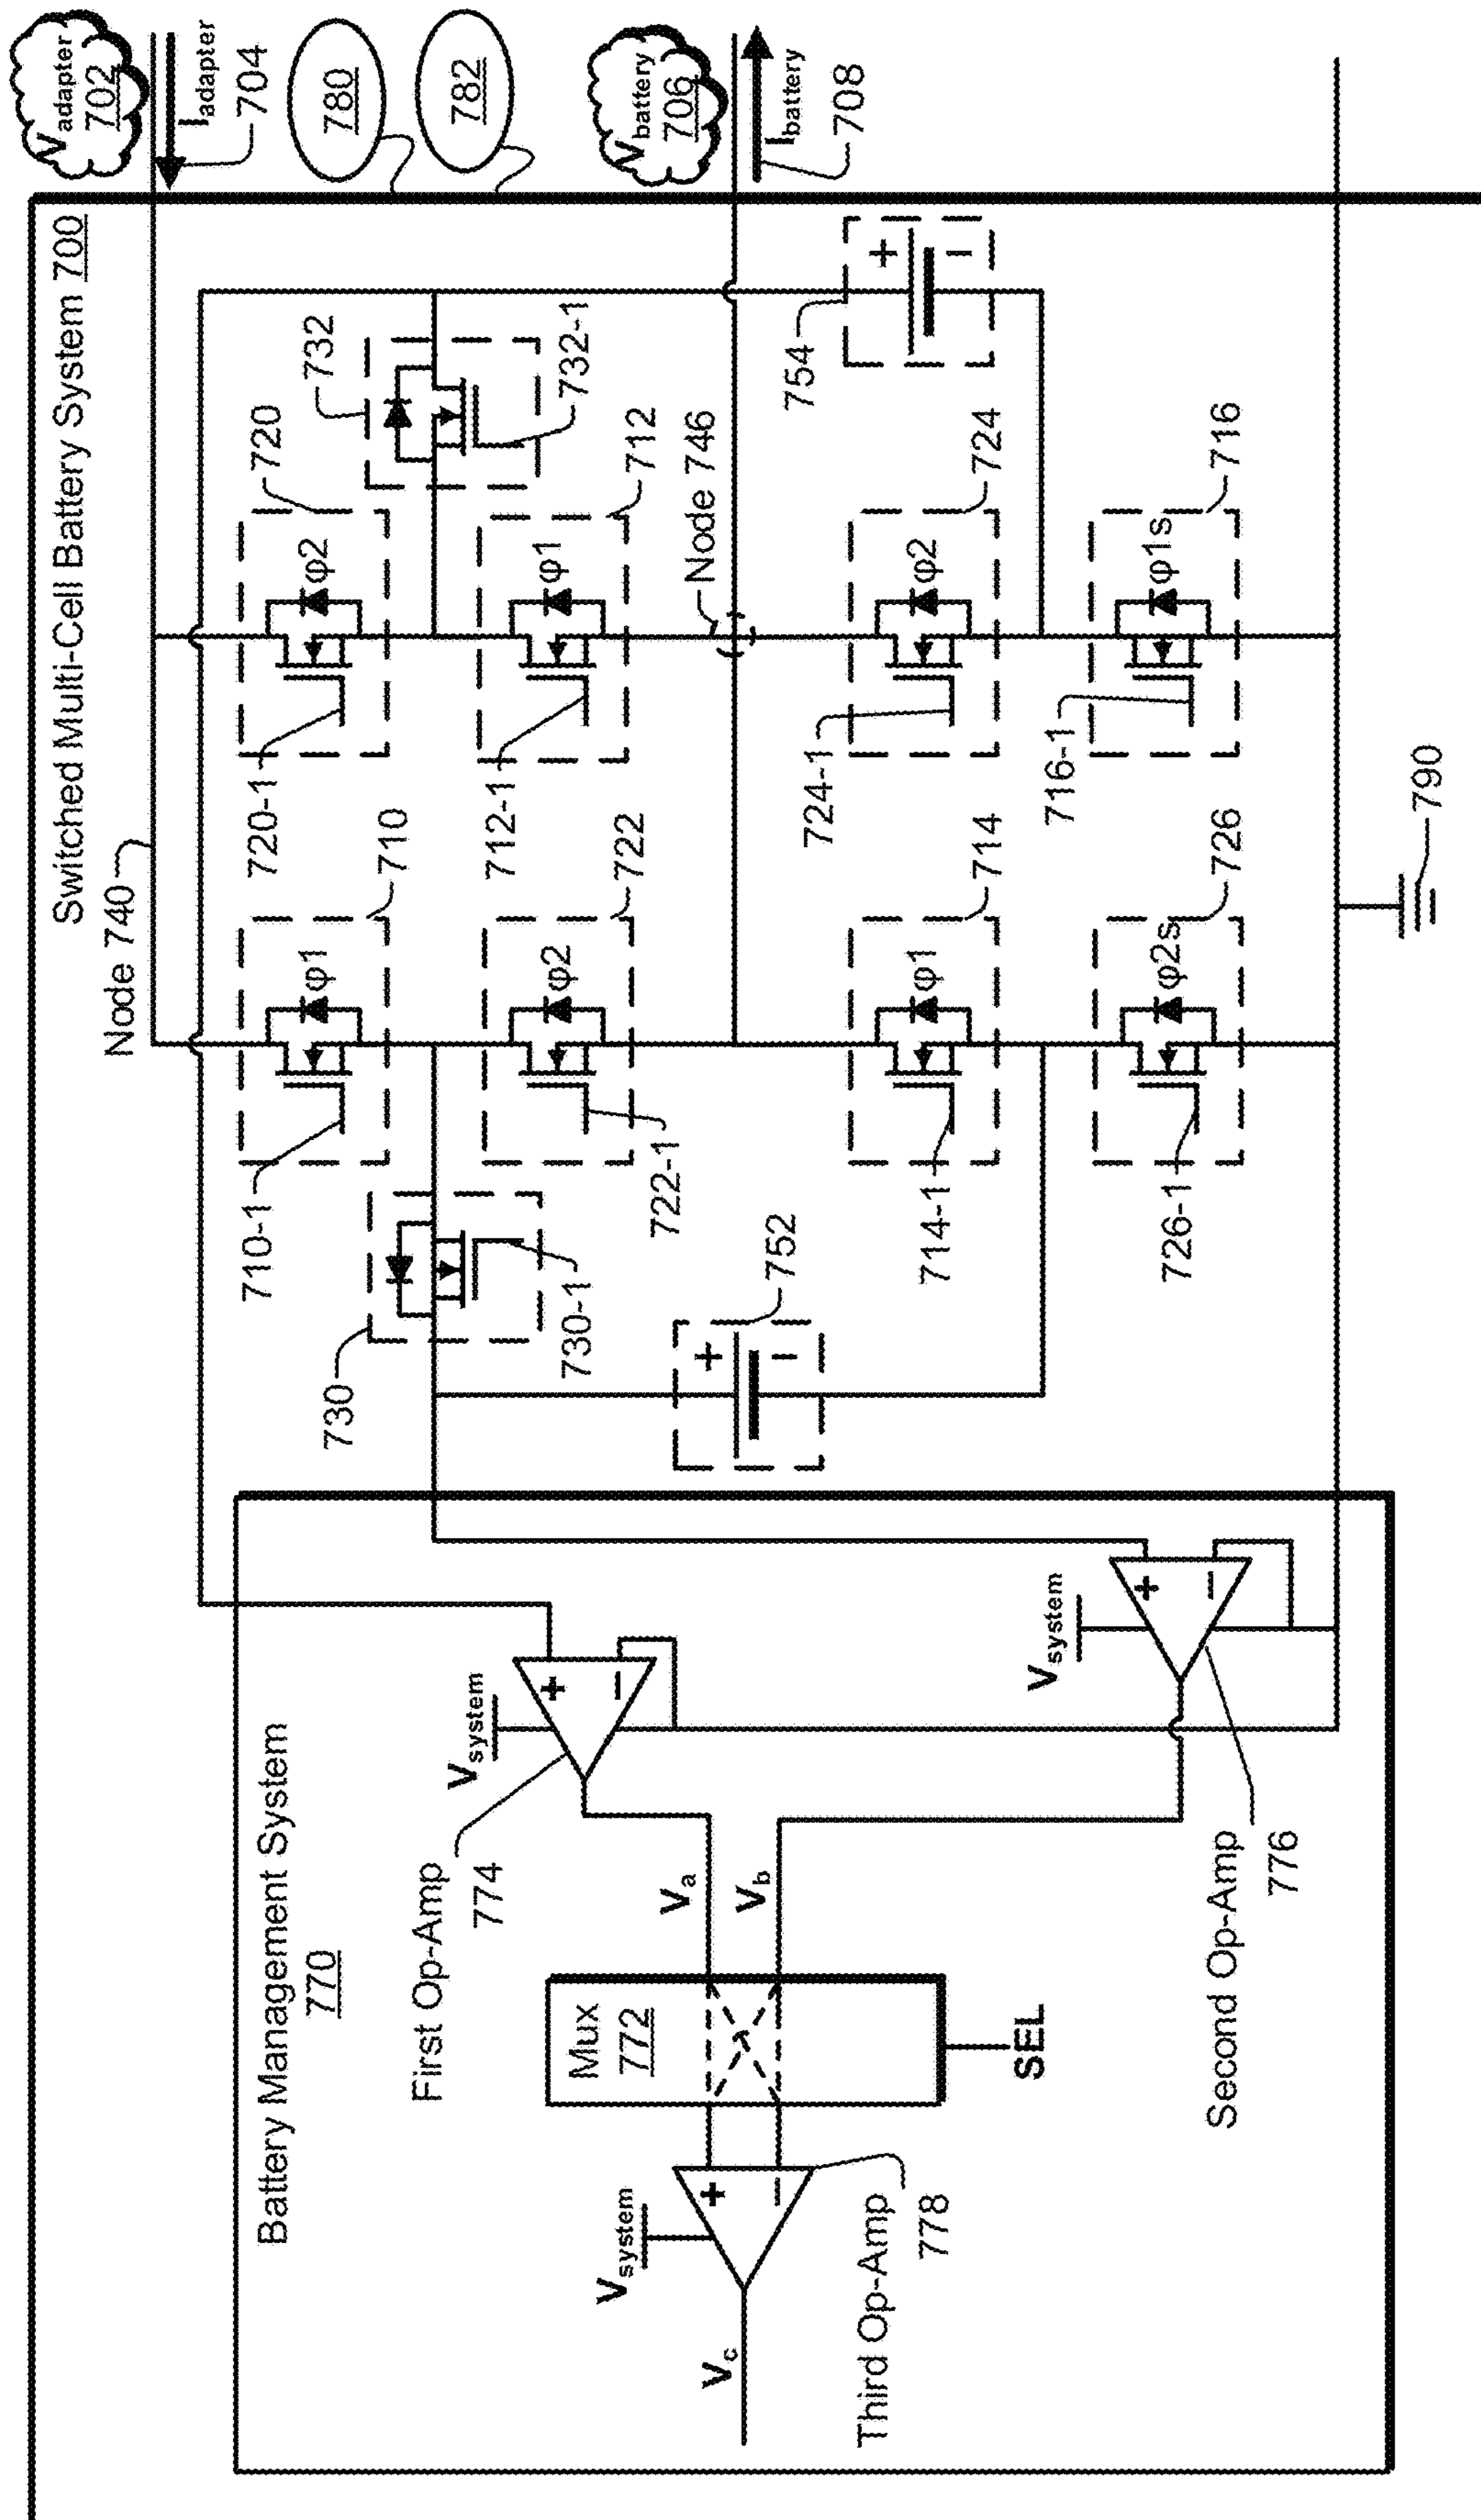 Switched Multi-Cell Battery System 700
Vadapter
702
Iadapter
704
780
782
Vbattery
706
Ibattery
708
Node 740
710
φ1
710-1
720
φ2
720-1
732
732-1
730
730-1
722
φ2
722-1
712
φ1
712-1
Node 746
752
+
−
754
+
−
714
φ1
714-1
724
φ2
724-1
726
φ2s
726-1
716
φ1s
716-1
790
Battery Management System
770
First Op-Amp
774
Vsystem
+
−
Second Op-Amp
776
Vsystem
+
−
Va
Vb
Mux
772
SEL
Vsystem
+
−
Third Op-Amp
778
Vc